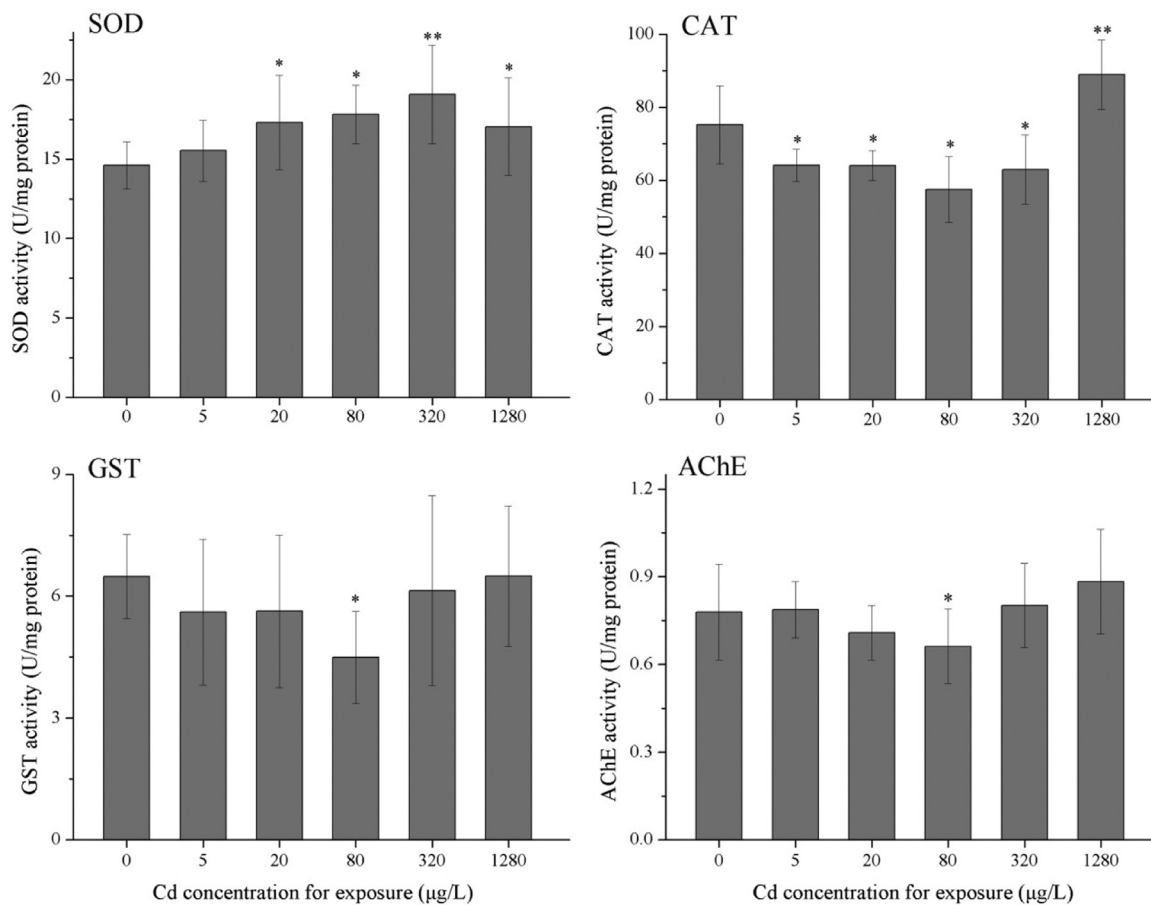 SOD
SOD activity (U/mg protein)
20
15
10
5
0
*
*
**
*
0 5 20 80 320 1280
CAT
CAT activity (U/mg protein)
100
80
60
40
20
0
*
*
*
*
**
0 5 20 80 320 1280
GST
GST activity (U/mg protein)
9
6
3
0
*
0 5 20 80 320 1280
Cd concentration for exposure (μg/L)
AChE
AChE activity (U/mg protein)
1.2
0.9
0.6
0.3
0.0
*
0 5 20 80 320 1280
Cd concentration for exposure (μg/L)